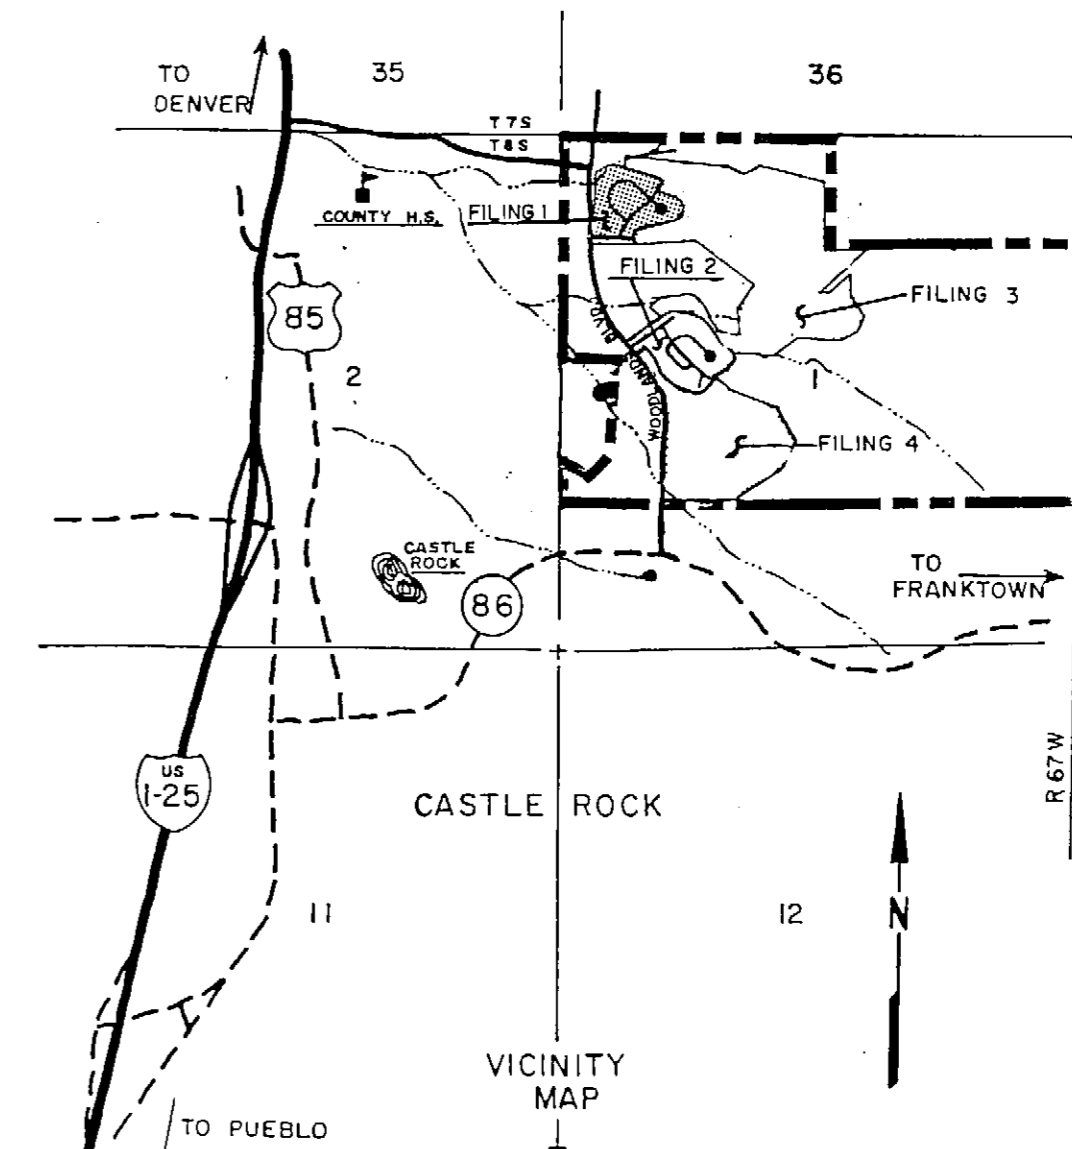 35
36
TO
DENVER
T 7 S
T 8 S
COUNTY H.S.
FILING 1
FILING 2
FILING 3
85
BLVD
WOODLANDS
2
1
FILING 4
CASTLE
ROCK
86
TO
FRANKTOWN
R 67 W
US
I-25
CASTLE ROCK
11
12
N
VICINITY
MAP
TO PUEBLO